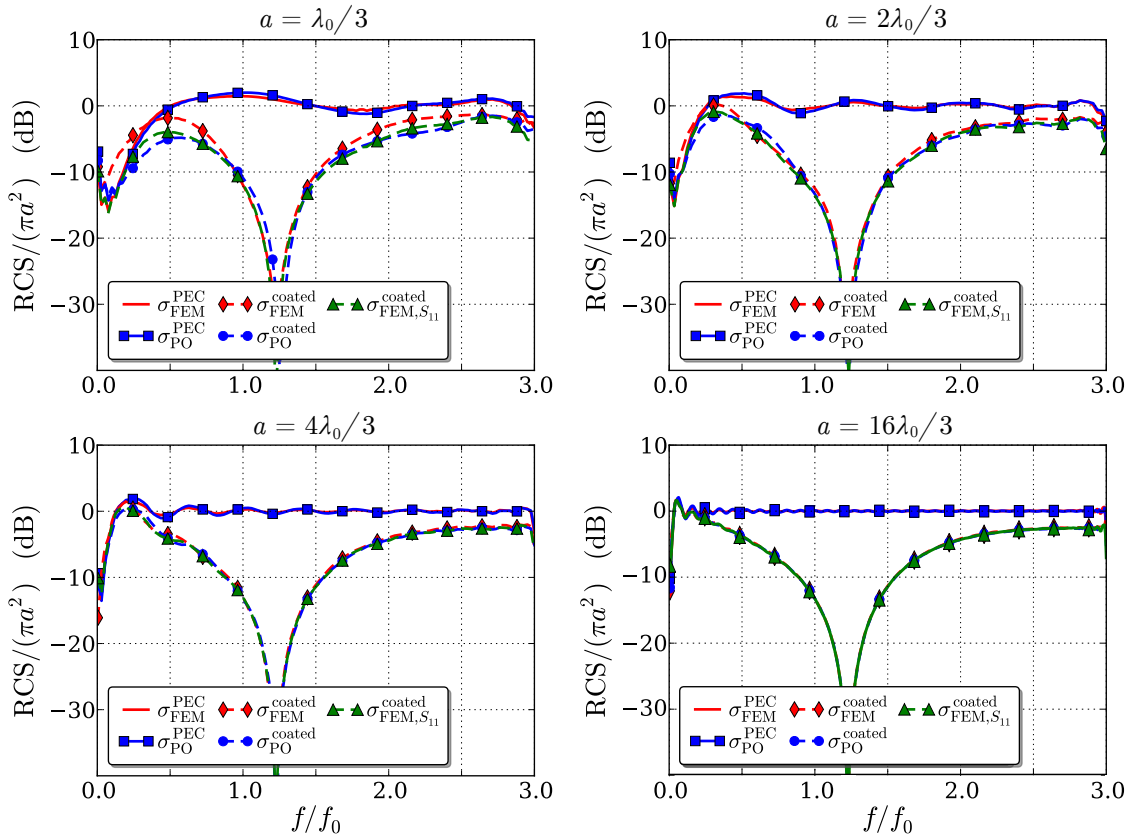 a = λ₀/3
RCS/(πa²) (dB)
10
0
−10
−20
−30
0.0 1.0 2.0 3.0
σ_FEM^PEC σ_FEM^coated σ_FEM,S₁₁^coated
σ_PO^PEC σ_PO^coated
a = 2λ₀/3
RCS/(πa²) (dB)
10
0
−10
−20
−30
0.0 1.0 2.0 3.0
σ_FEM^PEC σ_FEM^coated σ_FEM,S₁₁^coated
σ_PO^PEC σ_PO^coated
a = 4λ₀/3
RCS/(πa²) (dB)
10
0
−10
−20
−30
0.0 1.0 2.0 3.0
f/f₀
σ_FEM^PEC σ_FEM^coated σ_FEM,S₁₁^coated
σ_PO^PEC σ_PO^coated
a = 16λ₀/3
RCS/(πa²) (dB)
10
0
−10
−20
−30
0.0 1.0 2.0 3.0
f/f₀
σ_FEM^PEC σ_FEM^coated σ_FEM,S₁₁^coated
σ_PO^PEC σ_PO^coated